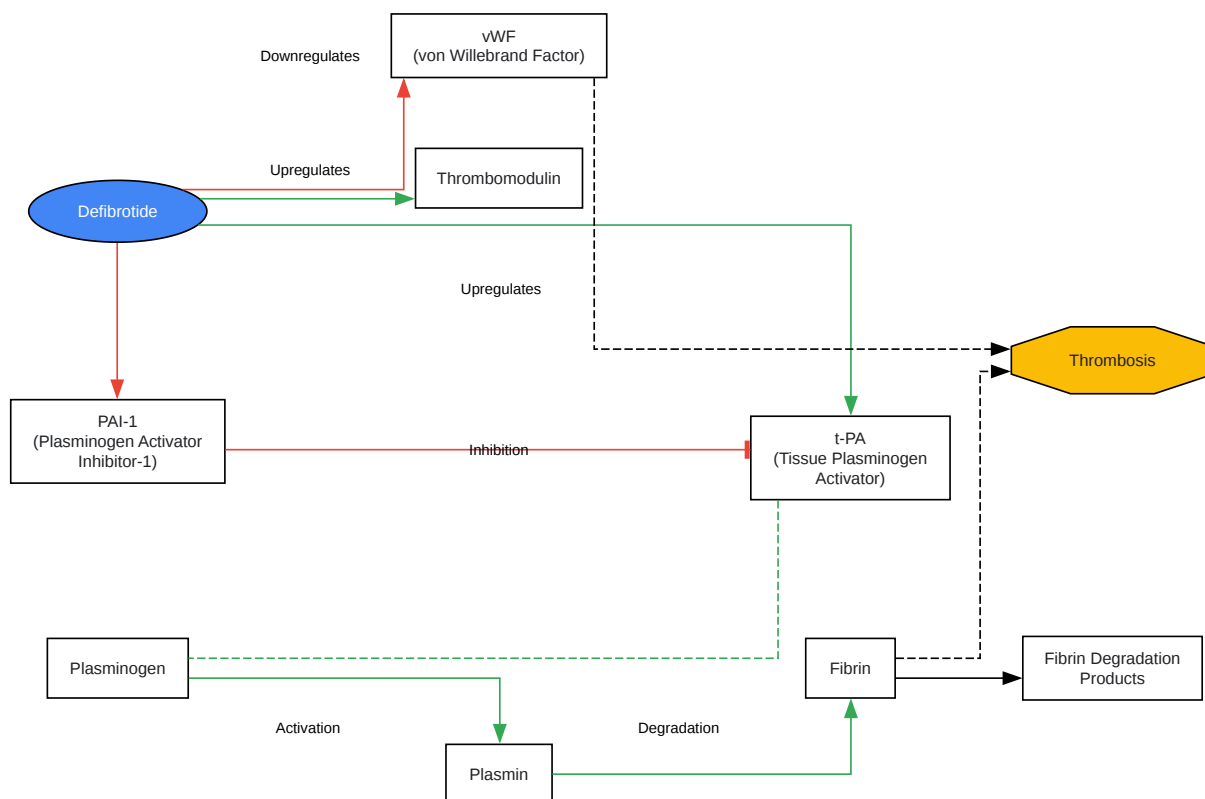 vWF
(von Willebrand Factor)
Downregulates
Upregulates
Thrombomodulin
Defibrotide
Upregulates
Thrombosis
PAI-1
(Plasminogen Activator
Inhibitor-1)
Inhibition
t-PA
(Tissue Plasminogen
Activator)
Plasminogen
Fibrin
Fibrin Degradation
Products
Activation
Degradation
Plasmin